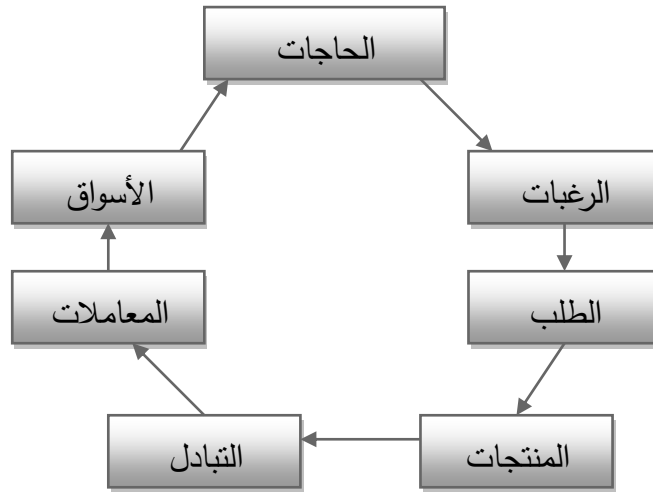 الحاجات
الرغبات
الطلب
المنتجات
التبادل
المعاملات
الأسواق